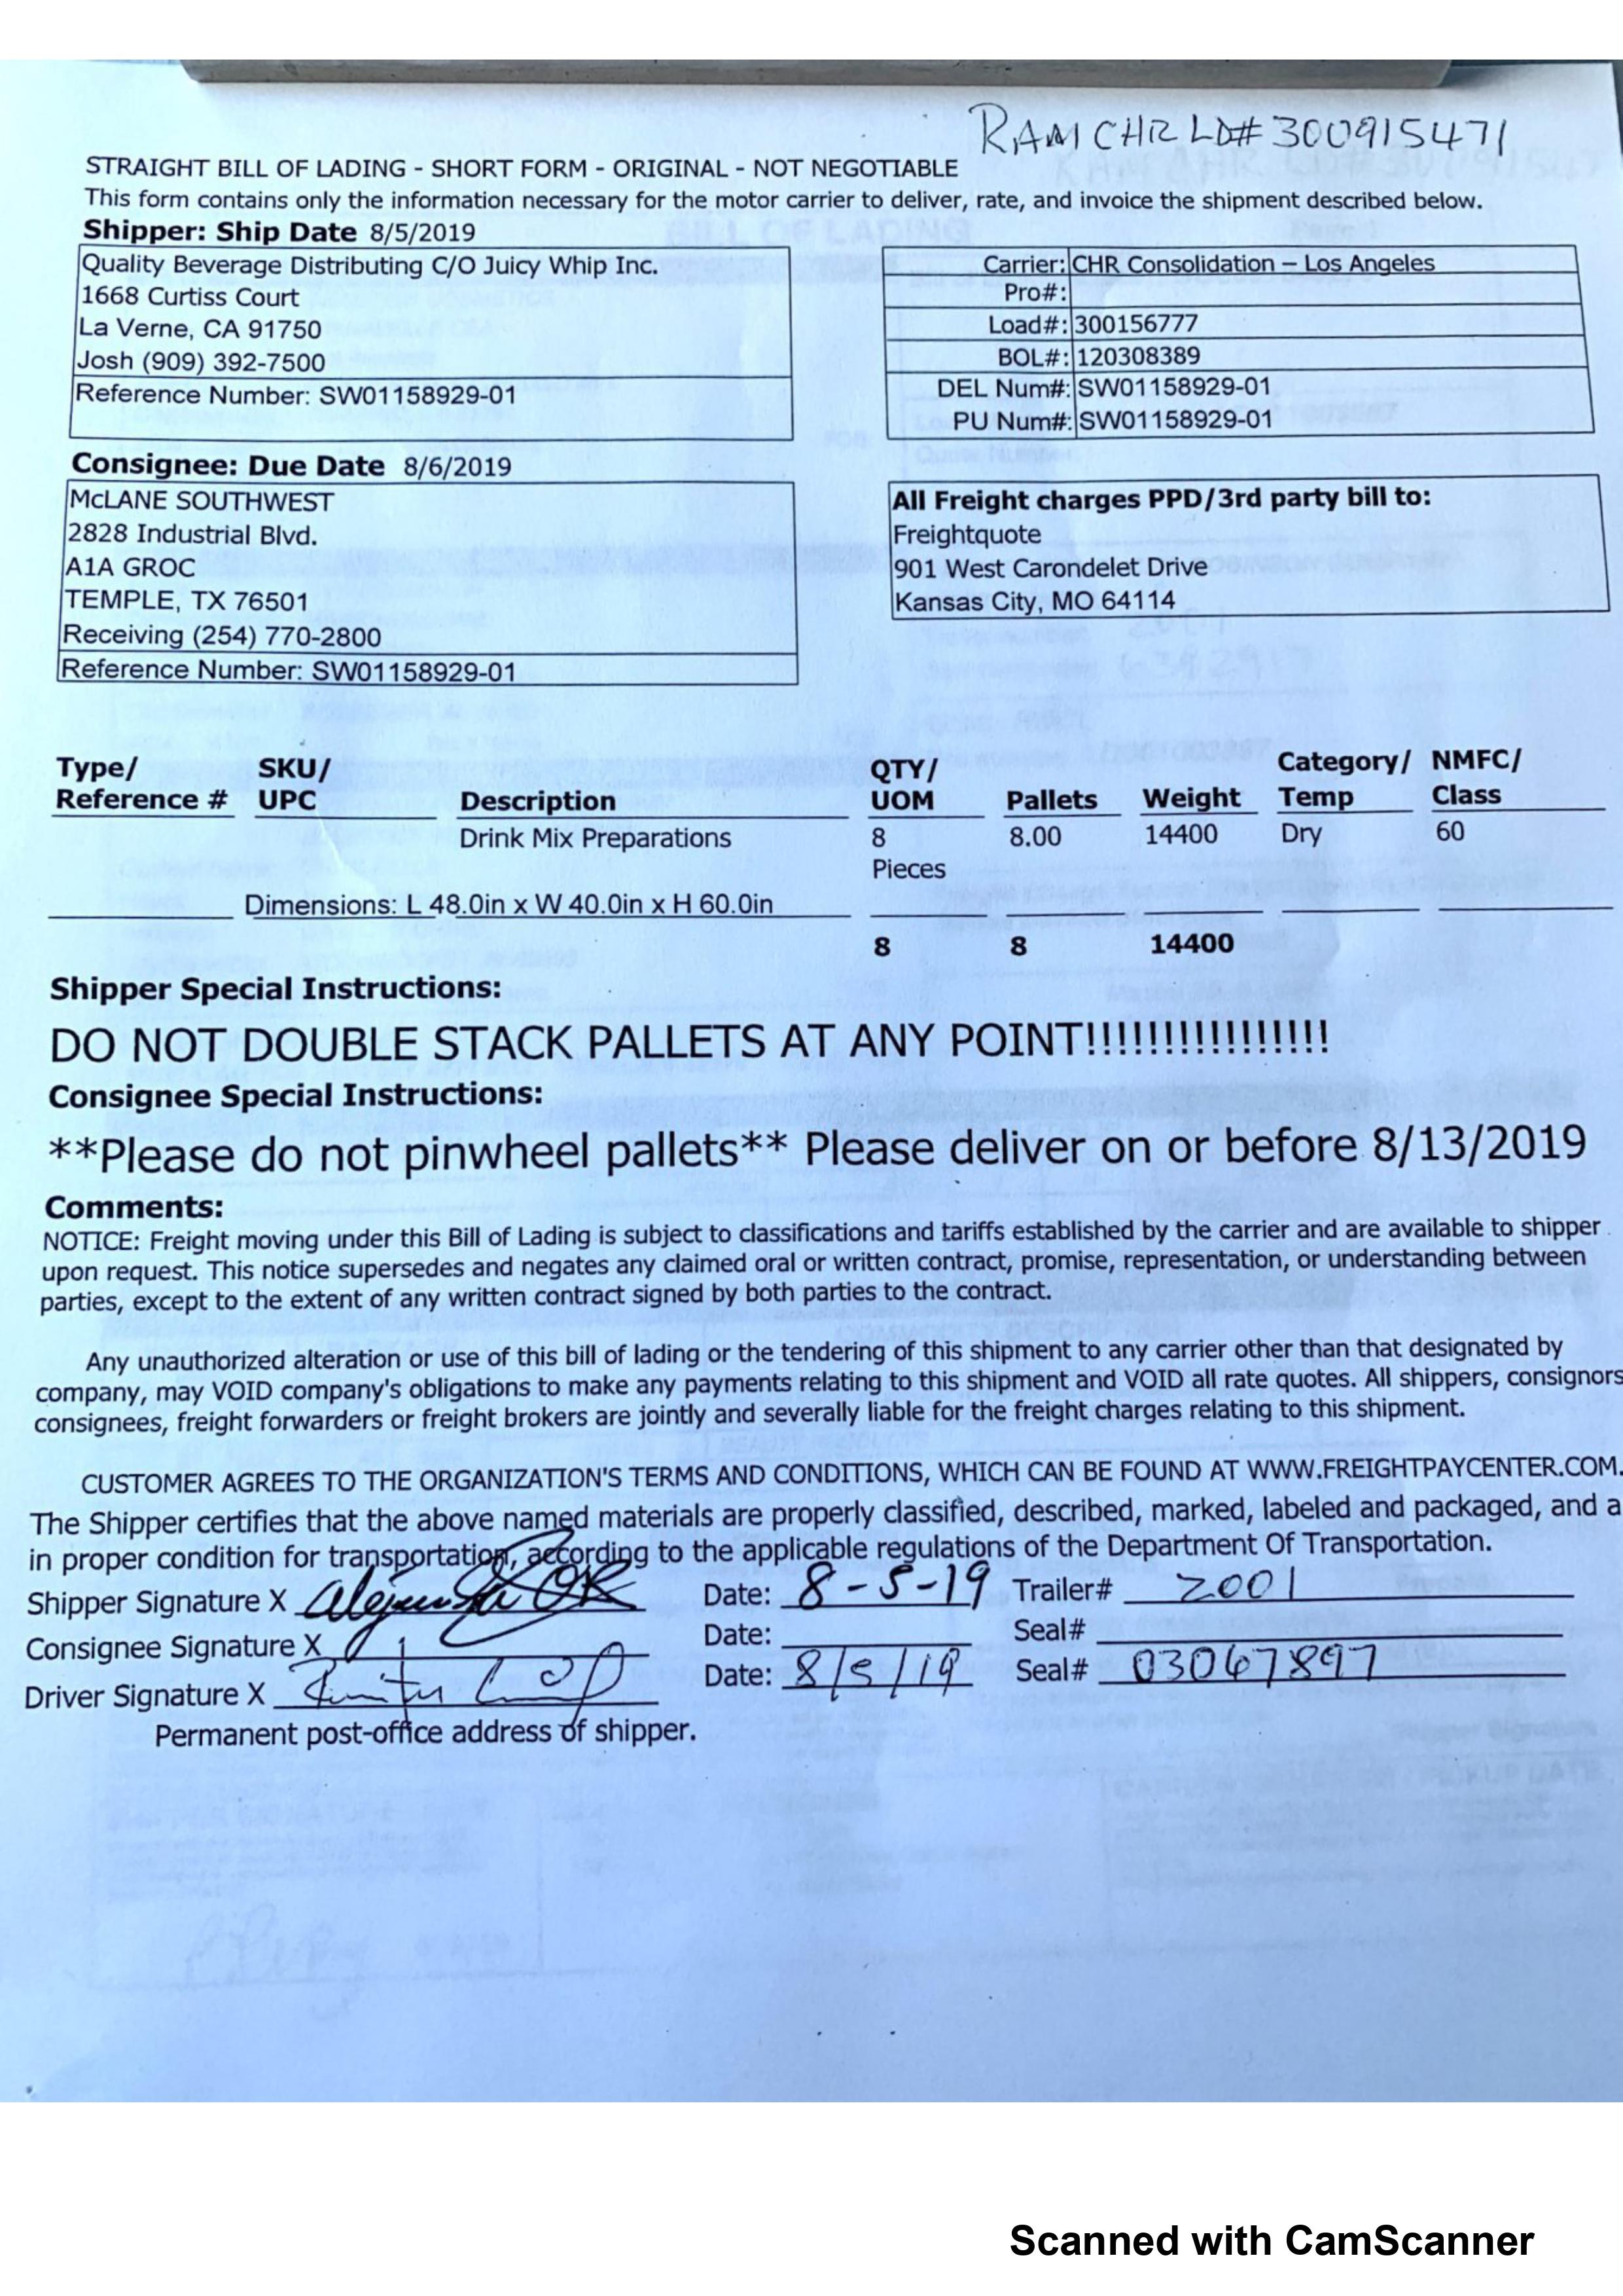 RAM CHR LD# 300915471
STRAIGHT BILL OF LADING - SHORT FORM - ORIGINAL - NOT NEGOTIABLE
This form contains only the information necessary for the motor carrier to deliver, rate, and invoice the shipment described below.
Shipper: Ship Date 8/5/2019
Quality Beverage Distributing C/O Juicy Whip Inc.
1668 Curtiss Court
La Verne, CA 91750
Josh (909) 392-7500
Reference Number: SW01158929-01
Carrier: CHR Consolidation – Los Angeles
Pro#:
Load#: 300156777
BOL#: 120308389
DEL Num#: SW01158929-01
PU Num#: SW01158929-01
Consignee: Due Date 8/6/2019
McLANE SOUTHWEST
2828 Industrial Blvd.
A1A GROC
TEMPLE, TX 76501
Receiving (254) 770-2800
Reference Number: SW01158929-01
All Freight charges PPD/3rd party bill to:
Freightquote
901 West Carondelet Drive
Kansas City, MO 64114
Type/ SKU/ QTY/ Category/ NMFC/
Reference # UPC Description UOM Pallets Weight Temp Class
Drink Mix Preparations 8 8.00 14400 Dry 60
Pieces
Dimensions: L 48.0in x W 40.0in x H 60.0in
8 8 14400
Shipper Special Instructions:
DO NOT DOUBLE STACK PALLETS AT ANY POINT!!!!!!!!!!!!!!!!
Consignee Special Instructions:
**Please do not pinwheel pallets** Please deliver on or before 8/13/2019
Comments:
NOTICE: Freight moving under this Bill of Lading is subject to classifications and tariffs established by the carrier and are available to shipper
upon request. This notice supersedes and negates any claimed oral or written contract, promise, representation, or understanding between
parties, except to the extent of any written contract signed by both parties to the contract.
Any unauthorized alteration or use of this bill of lading or the tendering of this shipment to any carrier other than that designated by
company, may VOID company's obligations to make any payments relating to this shipment and VOID all rate quotes. All shippers, consignors
consignees, freight forwarders or freight brokers are jointly and severally liable for the freight charges relating to this shipment.
CUSTOMER AGREES TO THE ORGANIZATION'S TERMS AND CONDITIONS, WHICH CAN BE FOUND AT WWW.FREIGHTPAYCENTER.COM.
The Shipper certifies that the above named materials are properly classified, described, marked, labeled and packaged, and a
in proper condition for transportation, according to the applicable regulations of the Department Of Transportation.
Shipper Signature X Date: 8-5-19 Trailer# 2001
Consignee Signature X Date: Seal#
Driver Signature X Date: 8/5/19 Seal# 03067897
Permanent post-office address of shipper.
Scanned with CamScanner